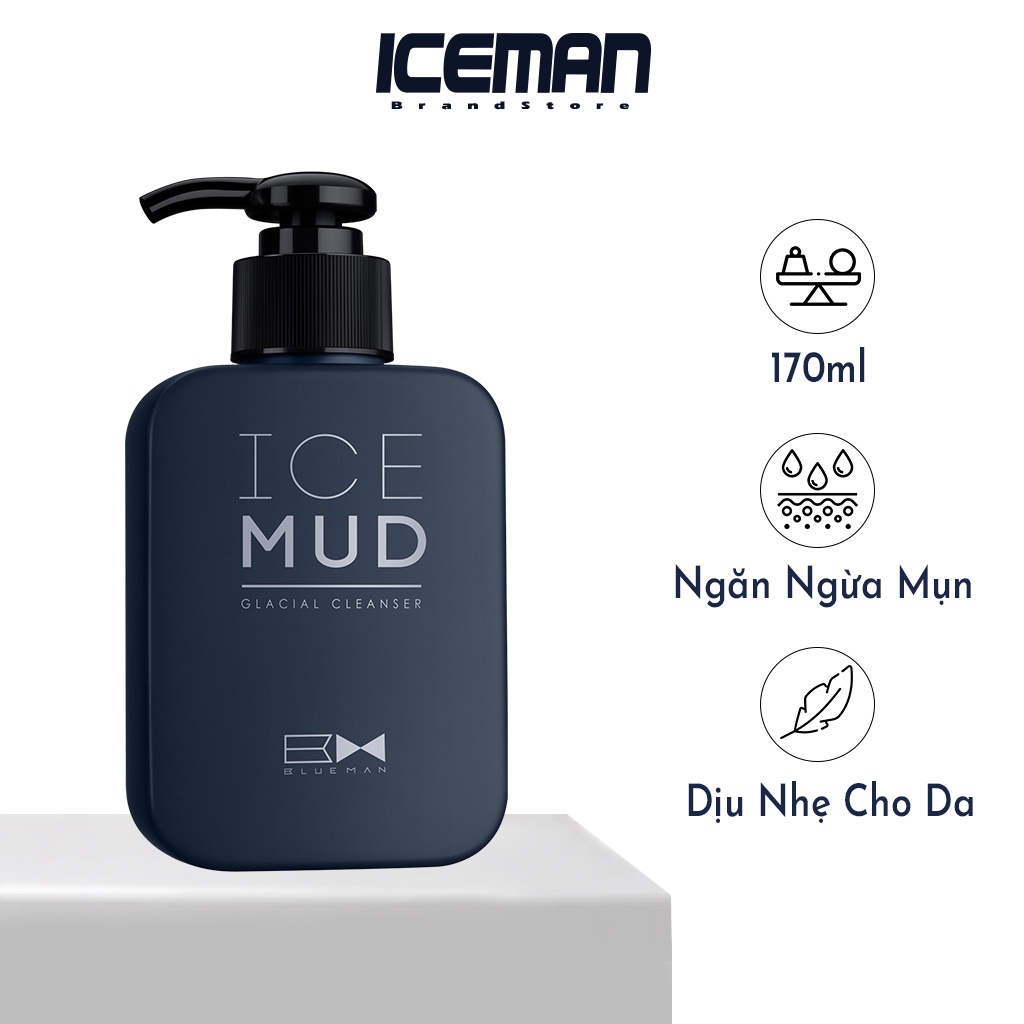 ICEMAN
BrandStore
ICE
MUD
GLACIAL CLEANSER
BLUEMAN
170ml
Ngăn Ngừa Mụn
Dịu Nhẹ Cho Da